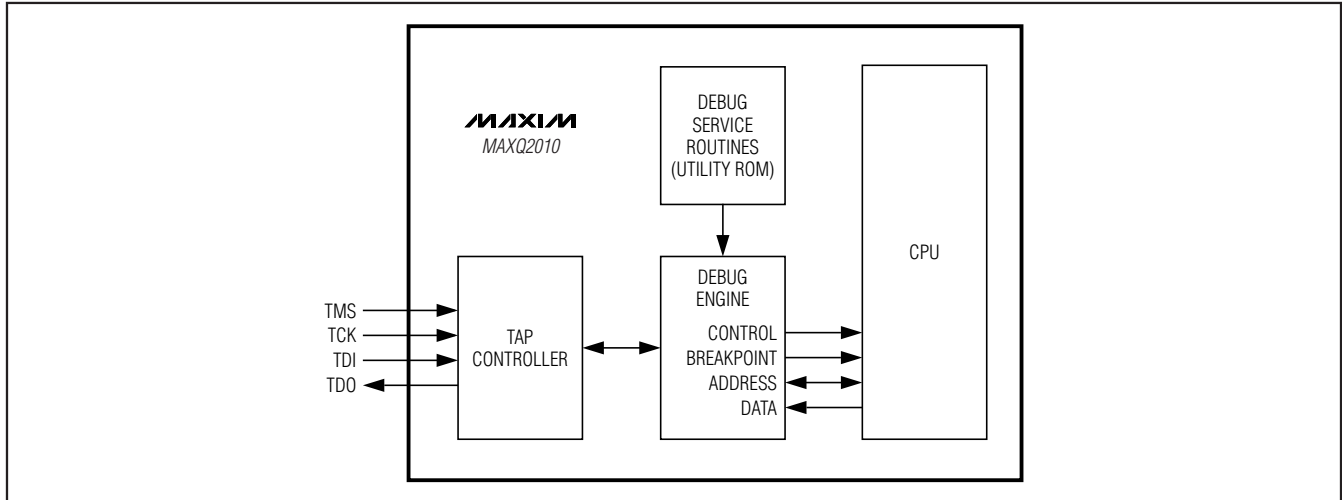 MAXIM
MAXQ2010
DEBUG
SERVICE
ROUTINES
(UTILITY ROM)
CPU
DEBUG
ENGINE
CONTROL
BREAKPOINT
ADDRESS
DATA
TAP
CONTROLLER
TMS
TCK
TDI
TDO